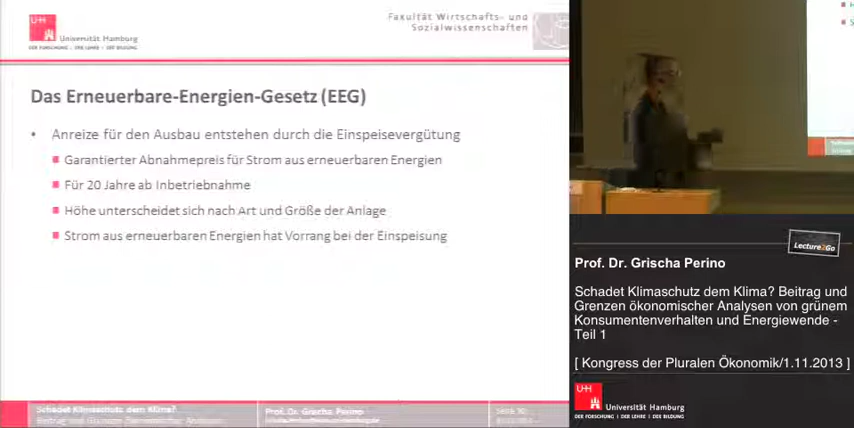 UH
Universität Hamburg
DER FORSCHUNG | DER LEHRE | DER BILDUNG
Fakultät Wirtschafts- und
Sozialwissenschaften
Das Erneuerbare-Energien-Gesetz (EEG)
• Anreize für den Ausbau entstehen durch die Einspeisevergütung
Garantierter Abnahmepreis für Strom aus erneuerbaren Energien
Für 20 Jahre ab Inbetriebnahme
Höhe unterscheidet sich nach Art und Größe der Anlage
Strom aus erneuerbaren Energien hat Vorrang bei der Einspeisung
Schadet Klimaschutz dem Klima?
Prof. Dr. Grischa Perino
Lecture2Go
Prof. Dr. Grischa Perino
Schadet Klimaschutz dem Klima? Beitrag und
Grenzen ökonomischer Analysen von grünem
Konsumentenverhalten und Energiewende -
Teil 1
[ Kongress der Pluralen Ökonomik/1.11.2013 ]
UH
Universität Hamburg
DER FORSCHUNG | DER LEHRE | DER BILDUNG